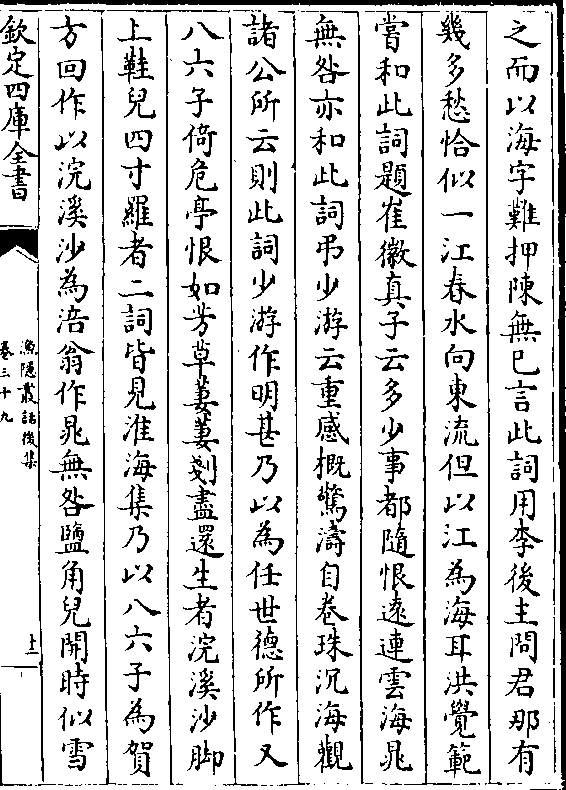 之而以海字難押陳無已言此詞用李後主問君那有
幾多愁恰似一江春水向東流但以江為海耳洪覺範
嘗和此詞題崔徽真子云多少事都隨恨遠連雲海晁
無咎亦和此詞弔少游云重感概驚濤自卷珠沉海觀
諸公所云則此詞少游作明甚乃以為任世德所作又
八六子倚危亭恨如芳草萋萋剗盡還生者浣溪沙脚
上鞋兒四寸羅者二詞皆見淮海集乃以八六子為賀
方回作以浣溪沙為涪翁作晁無咎鹽角兒開時似雪
欽定四庫全書
漁隱叢話後集
卷三十九
十二